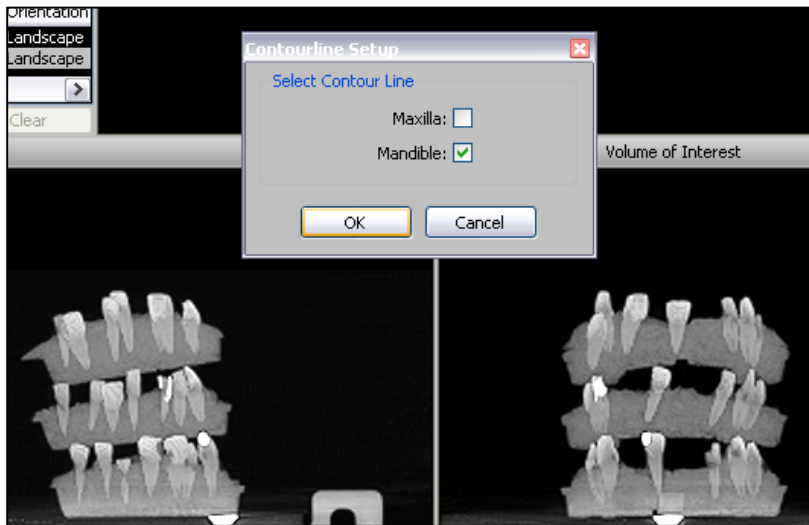 Orientation
Landscape
Landscape
Clear
Contourline Setup
Select Contour Line
Maxilla:
Mandible:
OK
Cancel
Volume of Interest